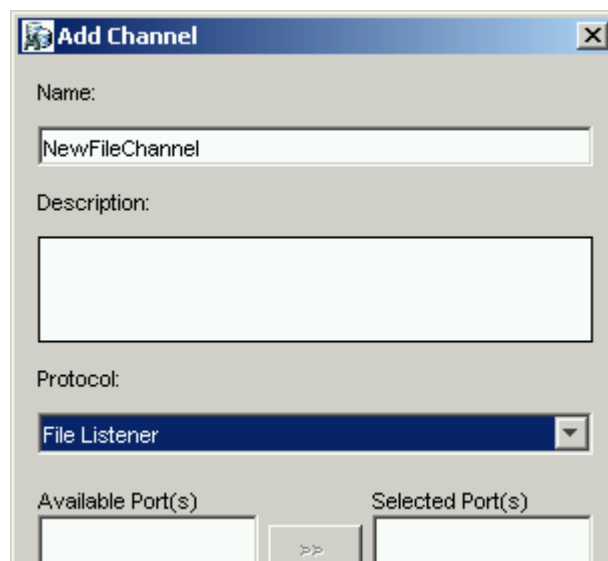 Add Channel
Name:
NewFileChannel
Description:
Protocol:
File Listener
Available Port(s) Selected Port(s)
>>